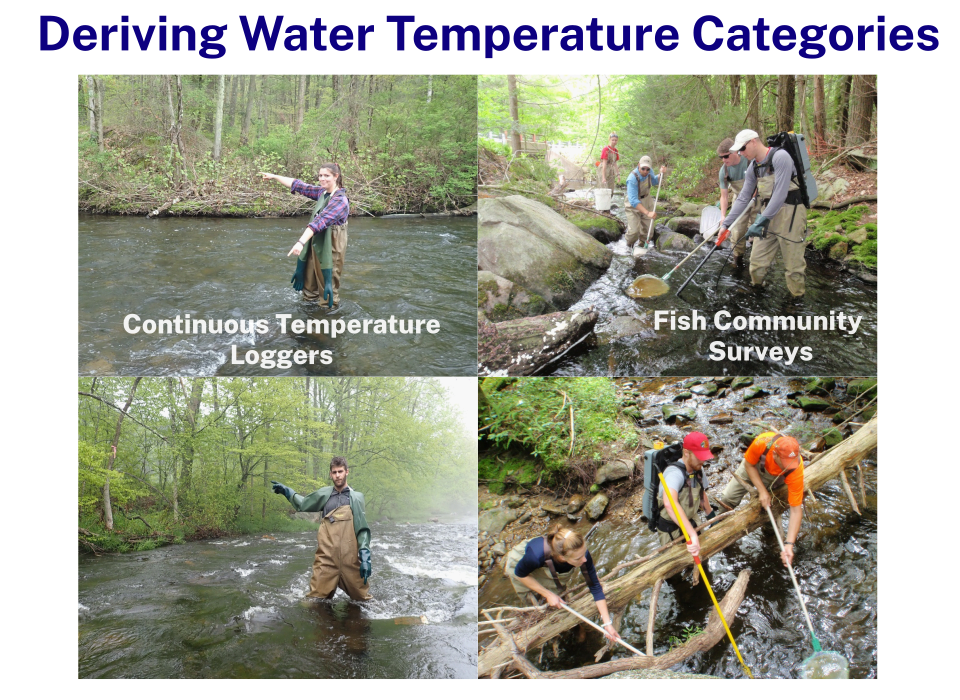 Deriving Water Temperature Categories
Continuous Temperature
Loggers
Fish Community
Surveys